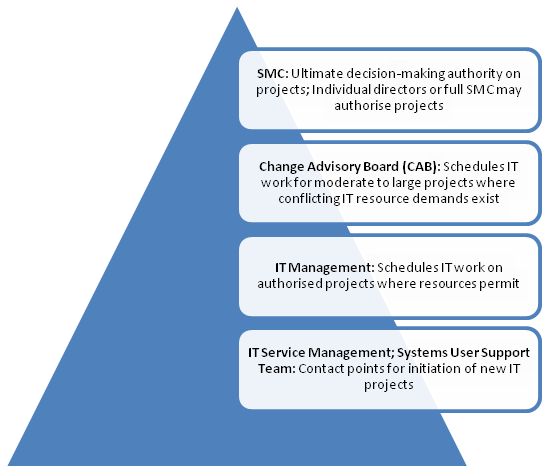 SMC: Ultimate decision-making authority on
projects; Individual directors or full SMC may
authorise projects
Change Advisory Board (CAB): Schedules IT
work for moderate to large projects where
conflicting IT resource demands exist
IT Management: Schedules IT work on
authorised projects where resources permit
IT Service Management; Systems User Support
Team: Contact points for initiation of new IT
projects